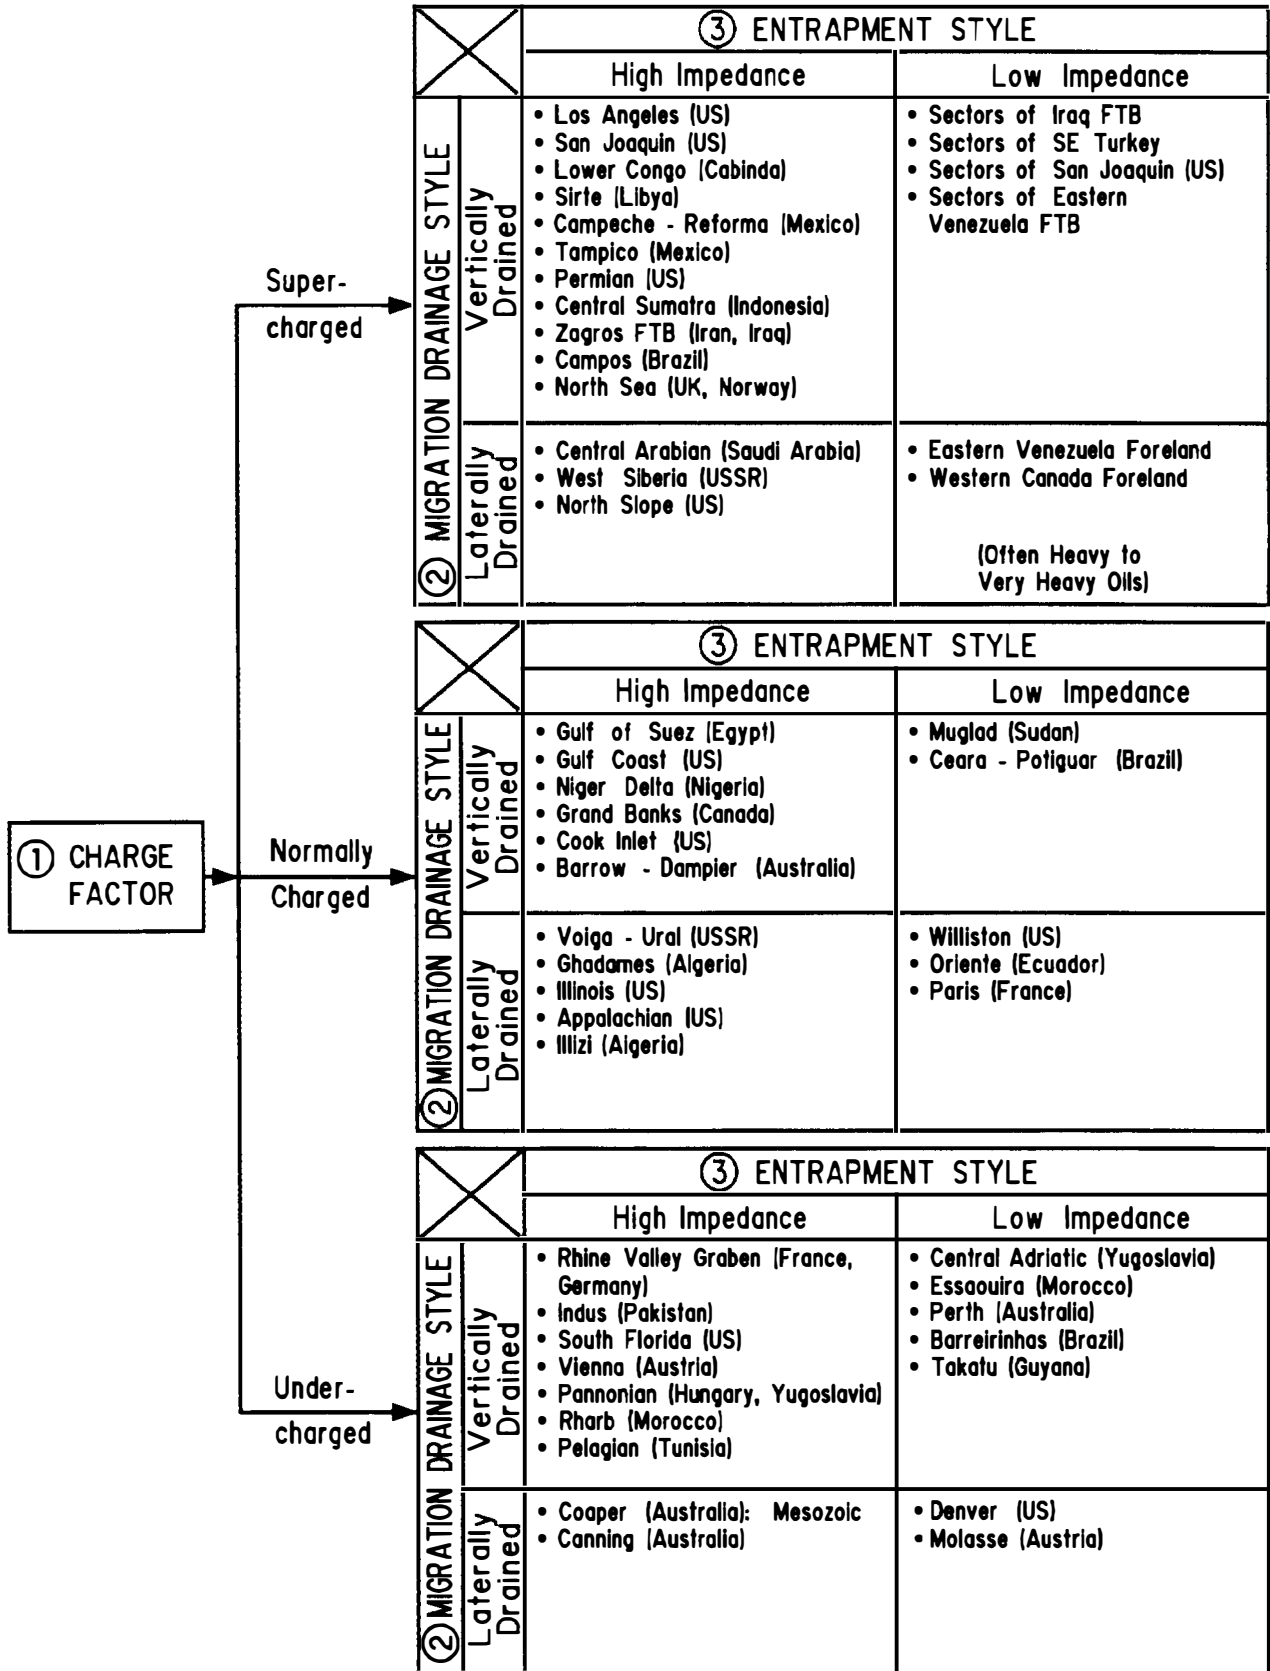 ③ ENTRAPMENT STYLE
High Impedance
Low Impedance
② MIGRATION DRAINAGE STYLE
Vertically
Drained
• Los Angeles (US)
• San Joaquin (US)
• Lower Congo (Cabinda)
• Sirte (Libya)
• Campeche - Reforma (Mexico)
• Tampico (Mexico)
• Permian (US)
• Central Sumatra (Indonesia)
• Zagros FTB (Iran, Iraq)
• Campos (Brazil)
• North Sea (UK, Norway)
• Sectors of Iraq FTB
• Sectors of SE Turkey
• Sectors of San Joaquin (US)
• Sectors of Eastern
Venezuela FTB
Super-
charged
Laterally
Drained
• Central Arabian (Saudi Arabia)
• West Siberia (USSR)
• North Slope (US)
• Eastern Venezuela Foreland
• Western Canada Foreland
(Often Heavy to
Very Heavy Oils)
③ ENTRAPMENT STYLE
High Impedance
Low Impedance
② MIGRATION DRAINAGE STYLE
Vertically
Drained
• Gulf of Suez (Egypt)
• Gulf Coast (US)
• Niger Delta (Nigeria)
• Grand Banks (Canada)
• Cook Inlet (US)
• Barrow - Dampier (Australia)
• Muglad (Sudan)
• Ceara - Potiguar (Brazil)
① CHARGE
FACTOR
Normally
Charged
Laterally
Drained
• Voiga - Ural (USSR)
• Ghadames (Algeria)
• Illinois (US)
• Appalachian (US)
• Illizi (Aigeria)
• Williston (US)
• Oriente (Ecuador)
• Paris (France)
③ ENTRAPMENT STYLE
High Impedance
Low Impedance
② MIGRATION DRAINAGE STYLE
Vertically
Drained
• Rhine Valley Graben (France,
Germany)
• Indus (Pakistan)
• South Florida (US)
• Vienna (Austria)
• Pannonian (Hungary, Yugoslavia)
• Rharb (Morocco)
• Pelagian (Tunisia)
• Central Adriatic (Yugoslavia)
• Essaouira (Morocco)
• Perth (Australia)
• Barreirinhas (Brazil)
• Takatu (Guyana)
Under-
charged
Laterally
Drained
• Coaper (Australia): Mesozoic
• Canning (Australia)
• Denver (US)
• Molasse (Austria)